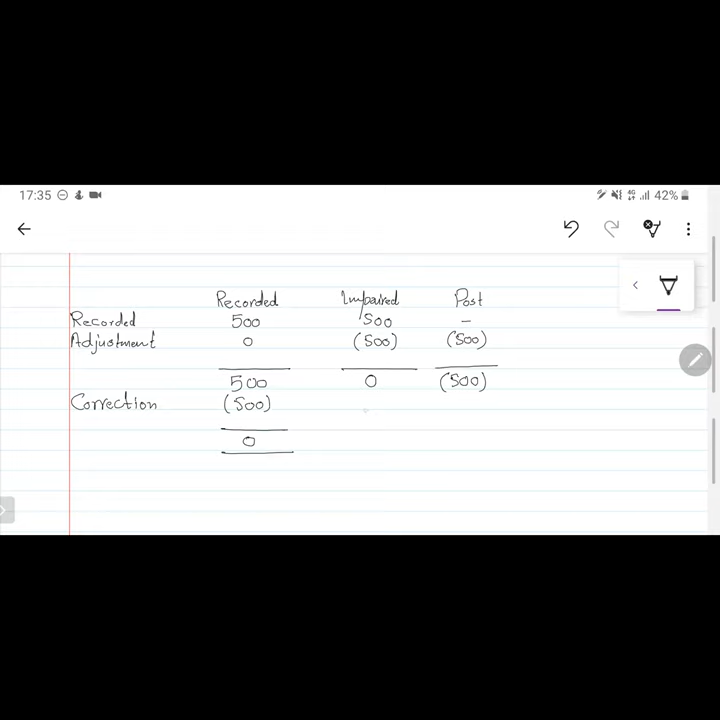 17:35 4G 42%
Recorded Impaired Post
Recorded 500 500 –
Adjustment 0 (500) (500)
500 0 (500)
Correction (500)
0